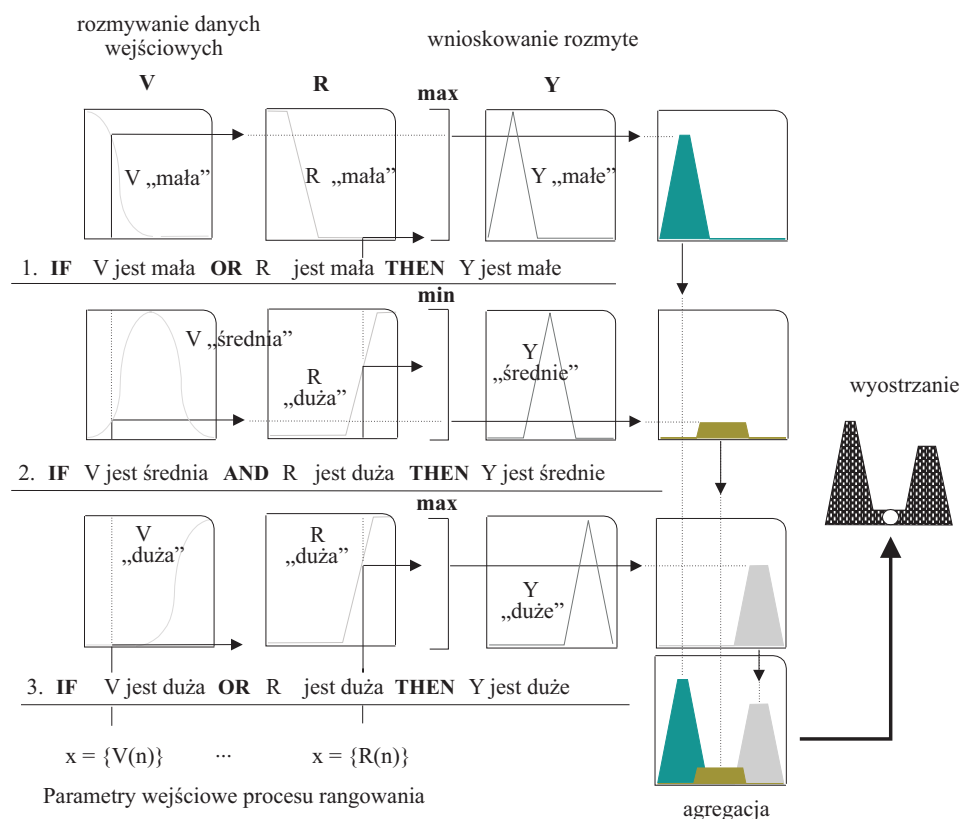 rozmywanie danych
wejściowych
wnioskowanie rozmyte
V
R
max
Y
V „mała”
R „mała”
Y „małe”
1. IF V jest mała OR R jest mała THEN Y jest małe
min
V „średnia”
R
„duża”
Y
„średnie”
wyostrzanie
2. IF V jest średnia AND R jest duża THEN Y jest średnie
max
V
„duża”
R
„duża”
Y
„duże”
3. IF V jest duża OR R jest duża THEN Y jest duże
x = {V(n)} ... x = {R(n)}
Parametry wejściowe procesu rangowania
agregacja